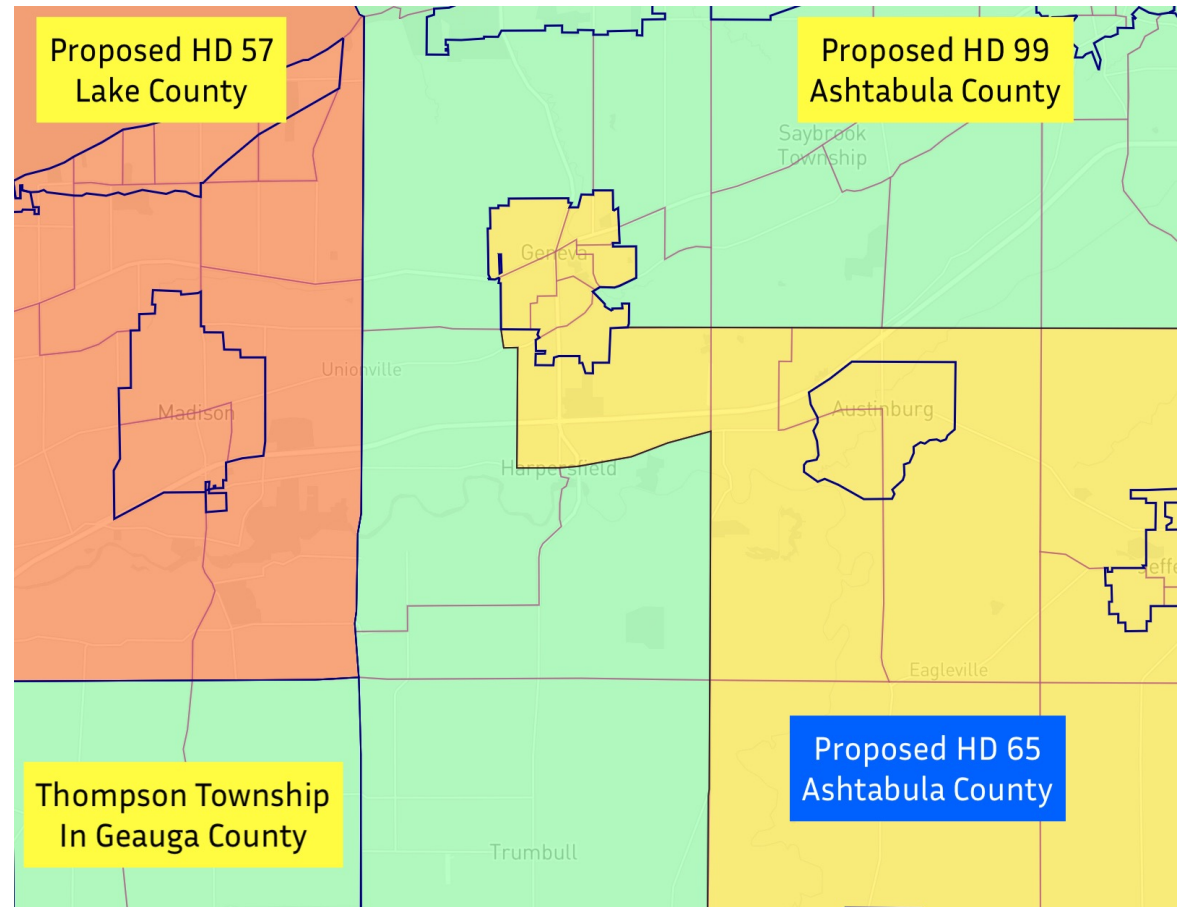 Proposed HD 57
Lake County
Proposed HD 99
Ashtabula County
Saybrook
Township
Geneva
Unionville
Madison
Austinburg
Harpersfield
Jeffe
Eagleville
Proposed HD 65
Ashtabula County
Thompson Township
In Geauga County
Trumbull